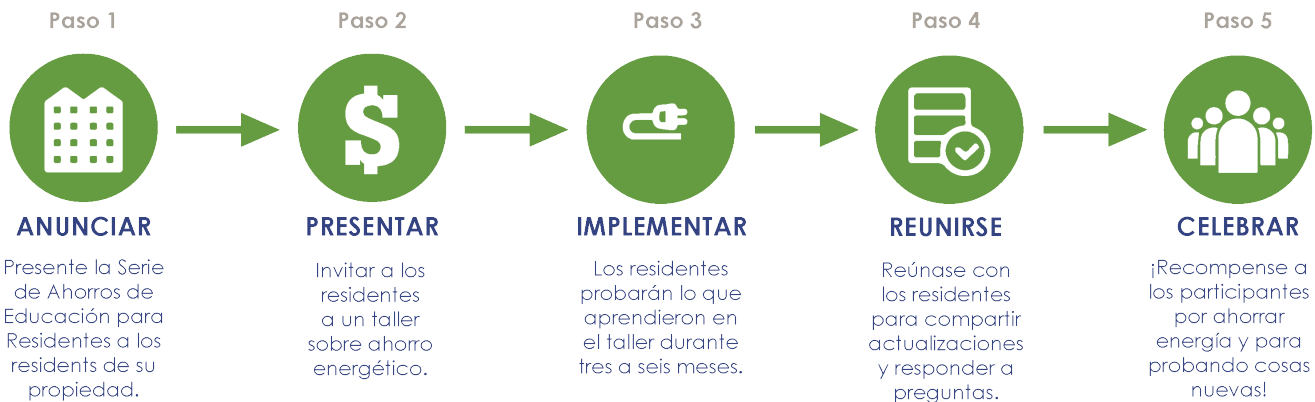 Paso 1
ANUNCIAR
Presente la Serie
de Ahorros de
Educación para
Residentes a los
residents de su
propiedad.
Paso 2
PRESENTAR
Invitar a los
residentes
a un taller
sobre ahorro
energético.
Paso 3
IMPLEMENTAR
Los residentes
probarán lo que
aprendieron en
el taller durante
tres a seis meses.
Paso 4
REUNIRSE
Reúnase con
los residentes
para compartir
actualizaciones
y responder a
preguntas.
Paso 5
CELEBRAR
¡Recompense a
los participantes
por ahorrar
energía y para
probando cosas
nuevas!